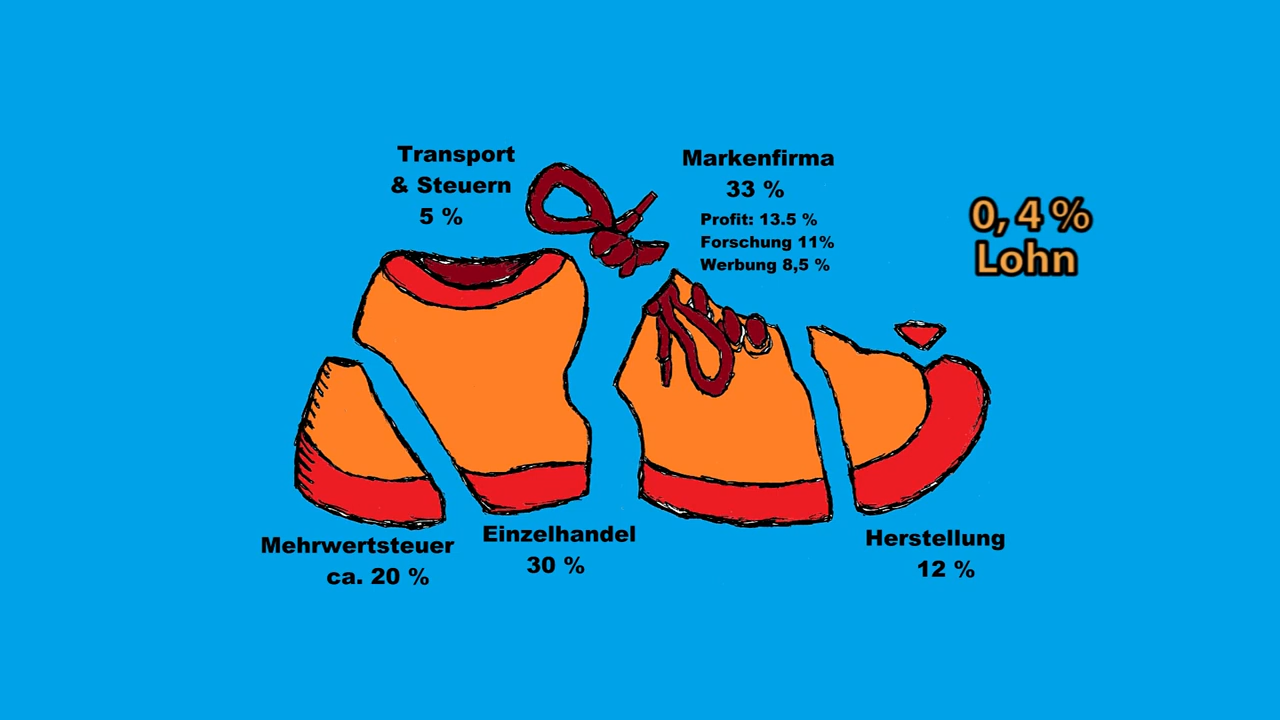 Transport
& Steuern
5 %
Markenfirma
33 %
Profit: 13.5 %
Forschung 11%
Werbung 8,5 %
0, 4 %
Lohn
Mehrwertsteuer
ca. 20 %
Einzelhandel
30 %
Herstellung
12 %